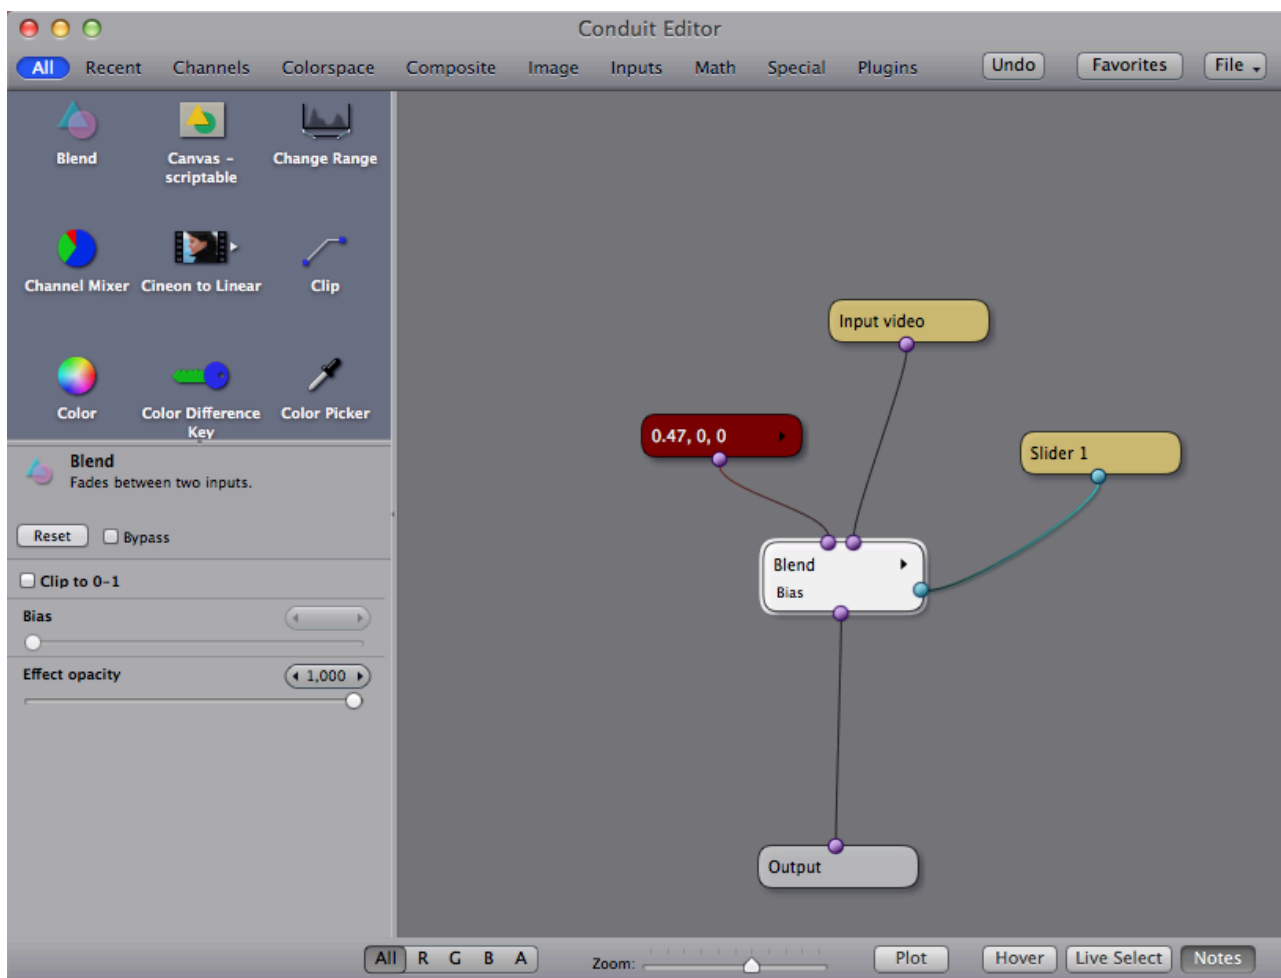 Conduit Editor
All Recent Channels Colorspace Composite Image Inputs Math Special Plugins Undo Favorites File
Blend
Canvas –
scriptable
Change Range
Channel Mixer
Cineon to Linear
Clip
Color
Color Difference
Key
Color Picker
Blend
Fades between two inputs.
Reset Bypass
Clip to 0–1
Bias
Effect opacity 1,000
Input video
0.47, 0, 0
Slider 1
Blend
Bias
Output
All R G B A Zoom: Plot Hover Live Select Notes